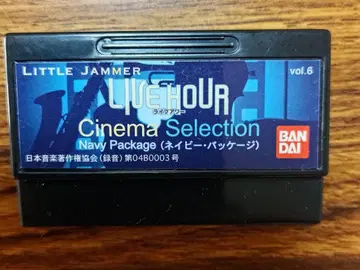 LITTLE JAMMER
vol.6
LIVE HOUR
ライブアワー
Cinema Selection
Navy Package (ネイビー・パッケージ)
日本音楽著作権協会(録音)第04B0003号
BAN
DAI